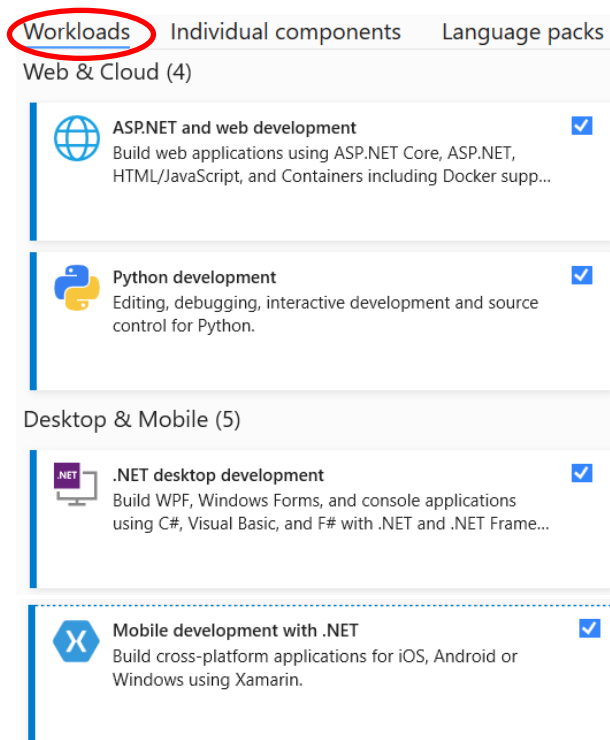 Workloads Individual components Language packs
Web & Cloud (4)
ASP.NET and web development
Build web applications using ASP.NET Core, ASP.NET,
HTML/JavaScript, and Containers including Docker supp...
Python development
Editing, debugging, interactive development and source
control for Python.
Desktop & Mobile (5)
.NET
.NET desktop development
Build WPF, Windows Forms, and console applications
using C#, Visual Basic, and F# with .NET and .NET Frame...
Mobile development with .NET
Build cross-platform applications for iOS, Android or
Windows using Xamarin.